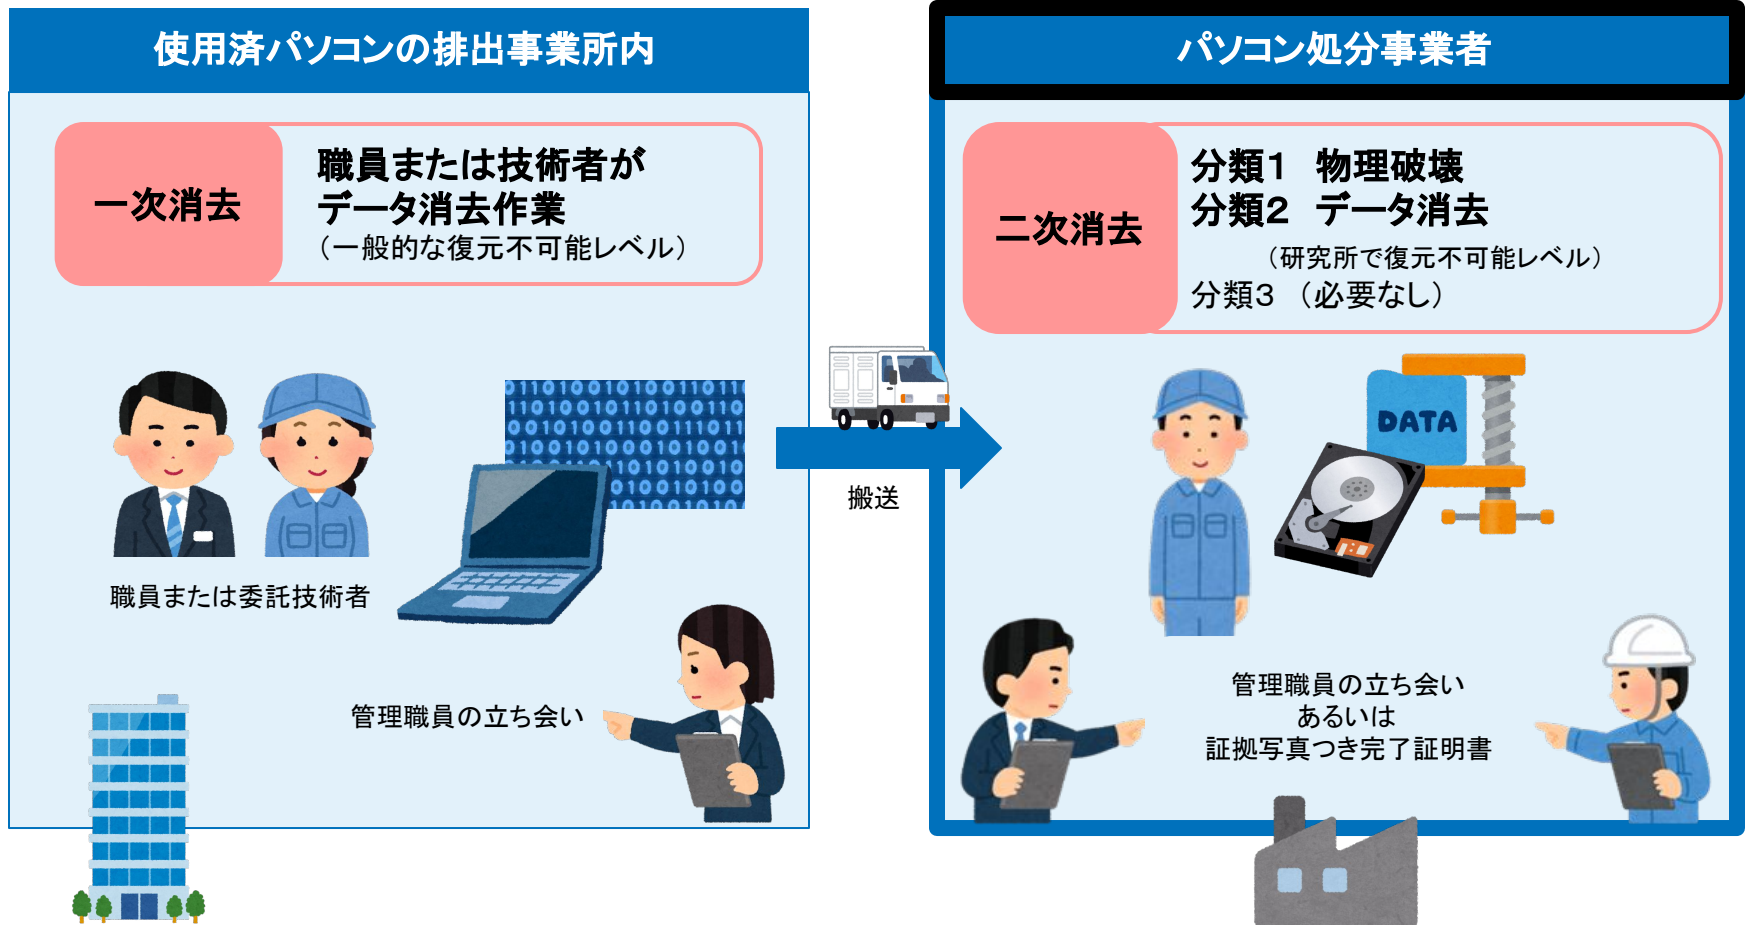 使用済パソコンの排出事業所内
一次消去
職員または技術者が
データ消去作業
（一般的な復元不可能レベル）
職員または委託技術者
管理職員の立ち会い
搬送
パソコン処分事業者
二次消去
分類１　物理破壊
分類２　データ消去
（研究所で復元不可能レベル）
分類３　（必要なし）
DATA
管理職員の立ち会い
あるいは
証拠写真つき完了証明書